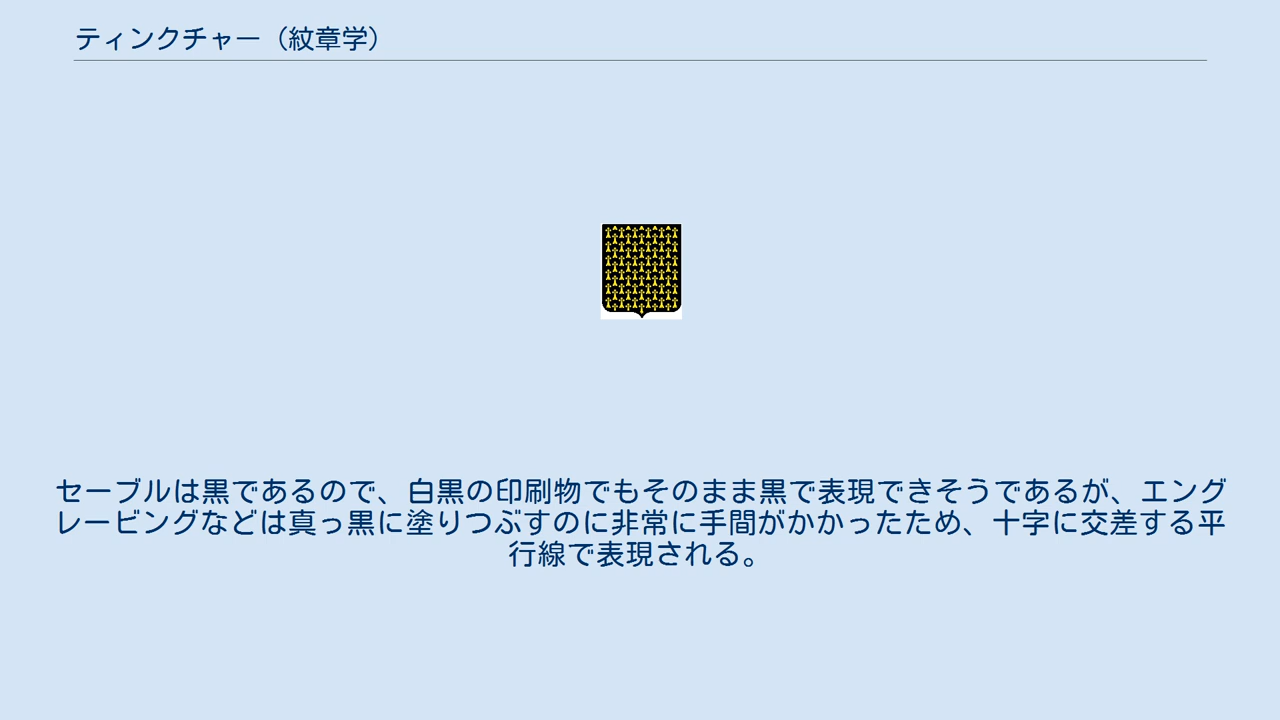 ティンクチャー（紋章学）
セーブルは黒であるので、白黒の印刷物でもそのまま黒で表現できそうであるが、エング
レービングなどは真っ黒に塗りつぶすのに非常に手間がかかったため、十字に交差する平
行線で表現される。